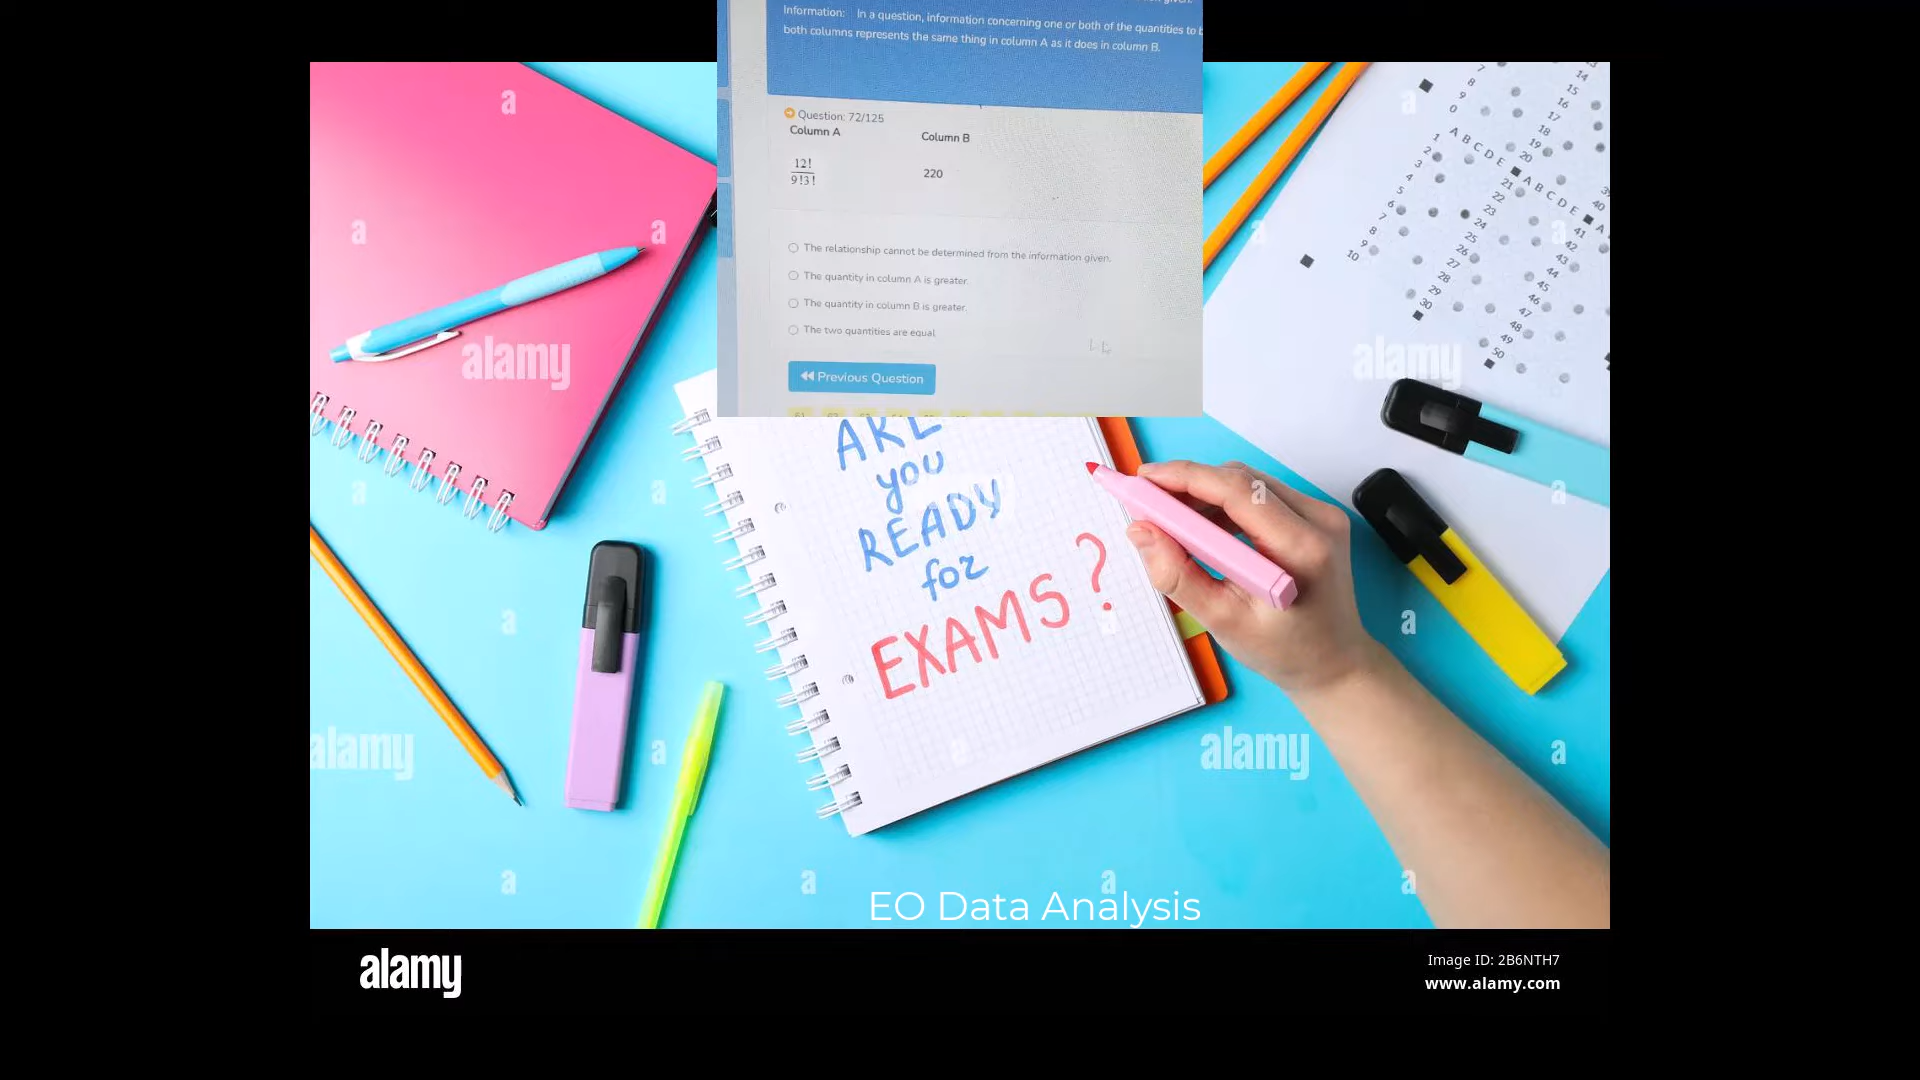 Information: In a question, information concerning one or both of the quantities to
both columns represents the same thing in column A as it does in column B.
Question: 72/125
Column A Column B
12!
9!3! 220
The relationship cannot be determined from the information given.
The quantity in column A is greater.
The quantity in column B is greater.
The two quantities are equal.
Previous Question
ARE
you
READY
for
EXAMS?
alamy
alamy
alamy
alamy
EO Data Analysis
alamy
Image ID: 2B6NTH7
www.alamy.com